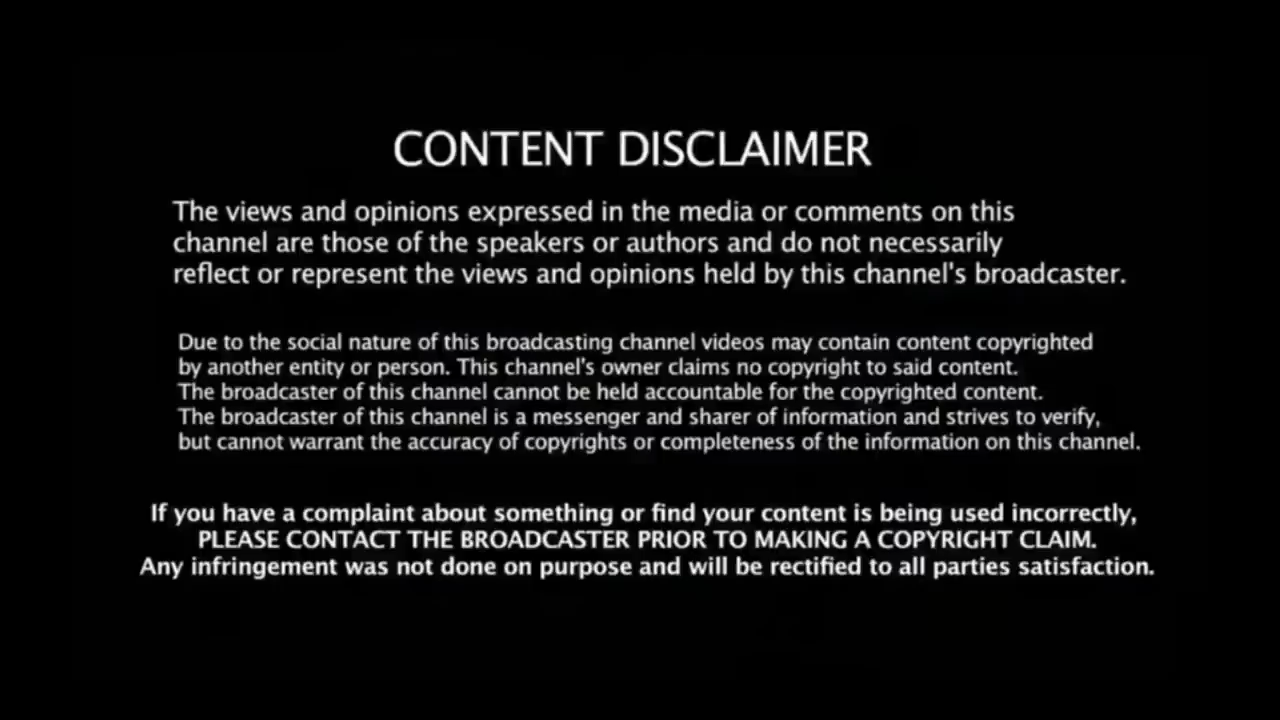 CONTENT DISCLAIMER
The views and opinions expressed in the media or comments on this
channel are those of the speakers or authors and do not necessarily
reflect or represent the views and opinions held by this channel's broadcaster.
Due to the social nature of this broadcasting channel videos may contain content copyrighted
by another entity or person. This channel's owner claims no copyright to said content.
The broadcaster of this channel cannot be held accountable for the copyrighted content.
The broadcaster of this channel is a messenger and sharer of information and strives to verify,
but cannot warrant the accuracy of copyrights or completeness of the information on this channel.
If you have a complaint about something or find your content is being used incorrectly,
PLEASE CONTACT THE BROADCASTER PRIOR TO MAKING A COPYRIGHT CLAIM.
Any infringement was not done on purpose and will be rectified to all parties satisfaction.